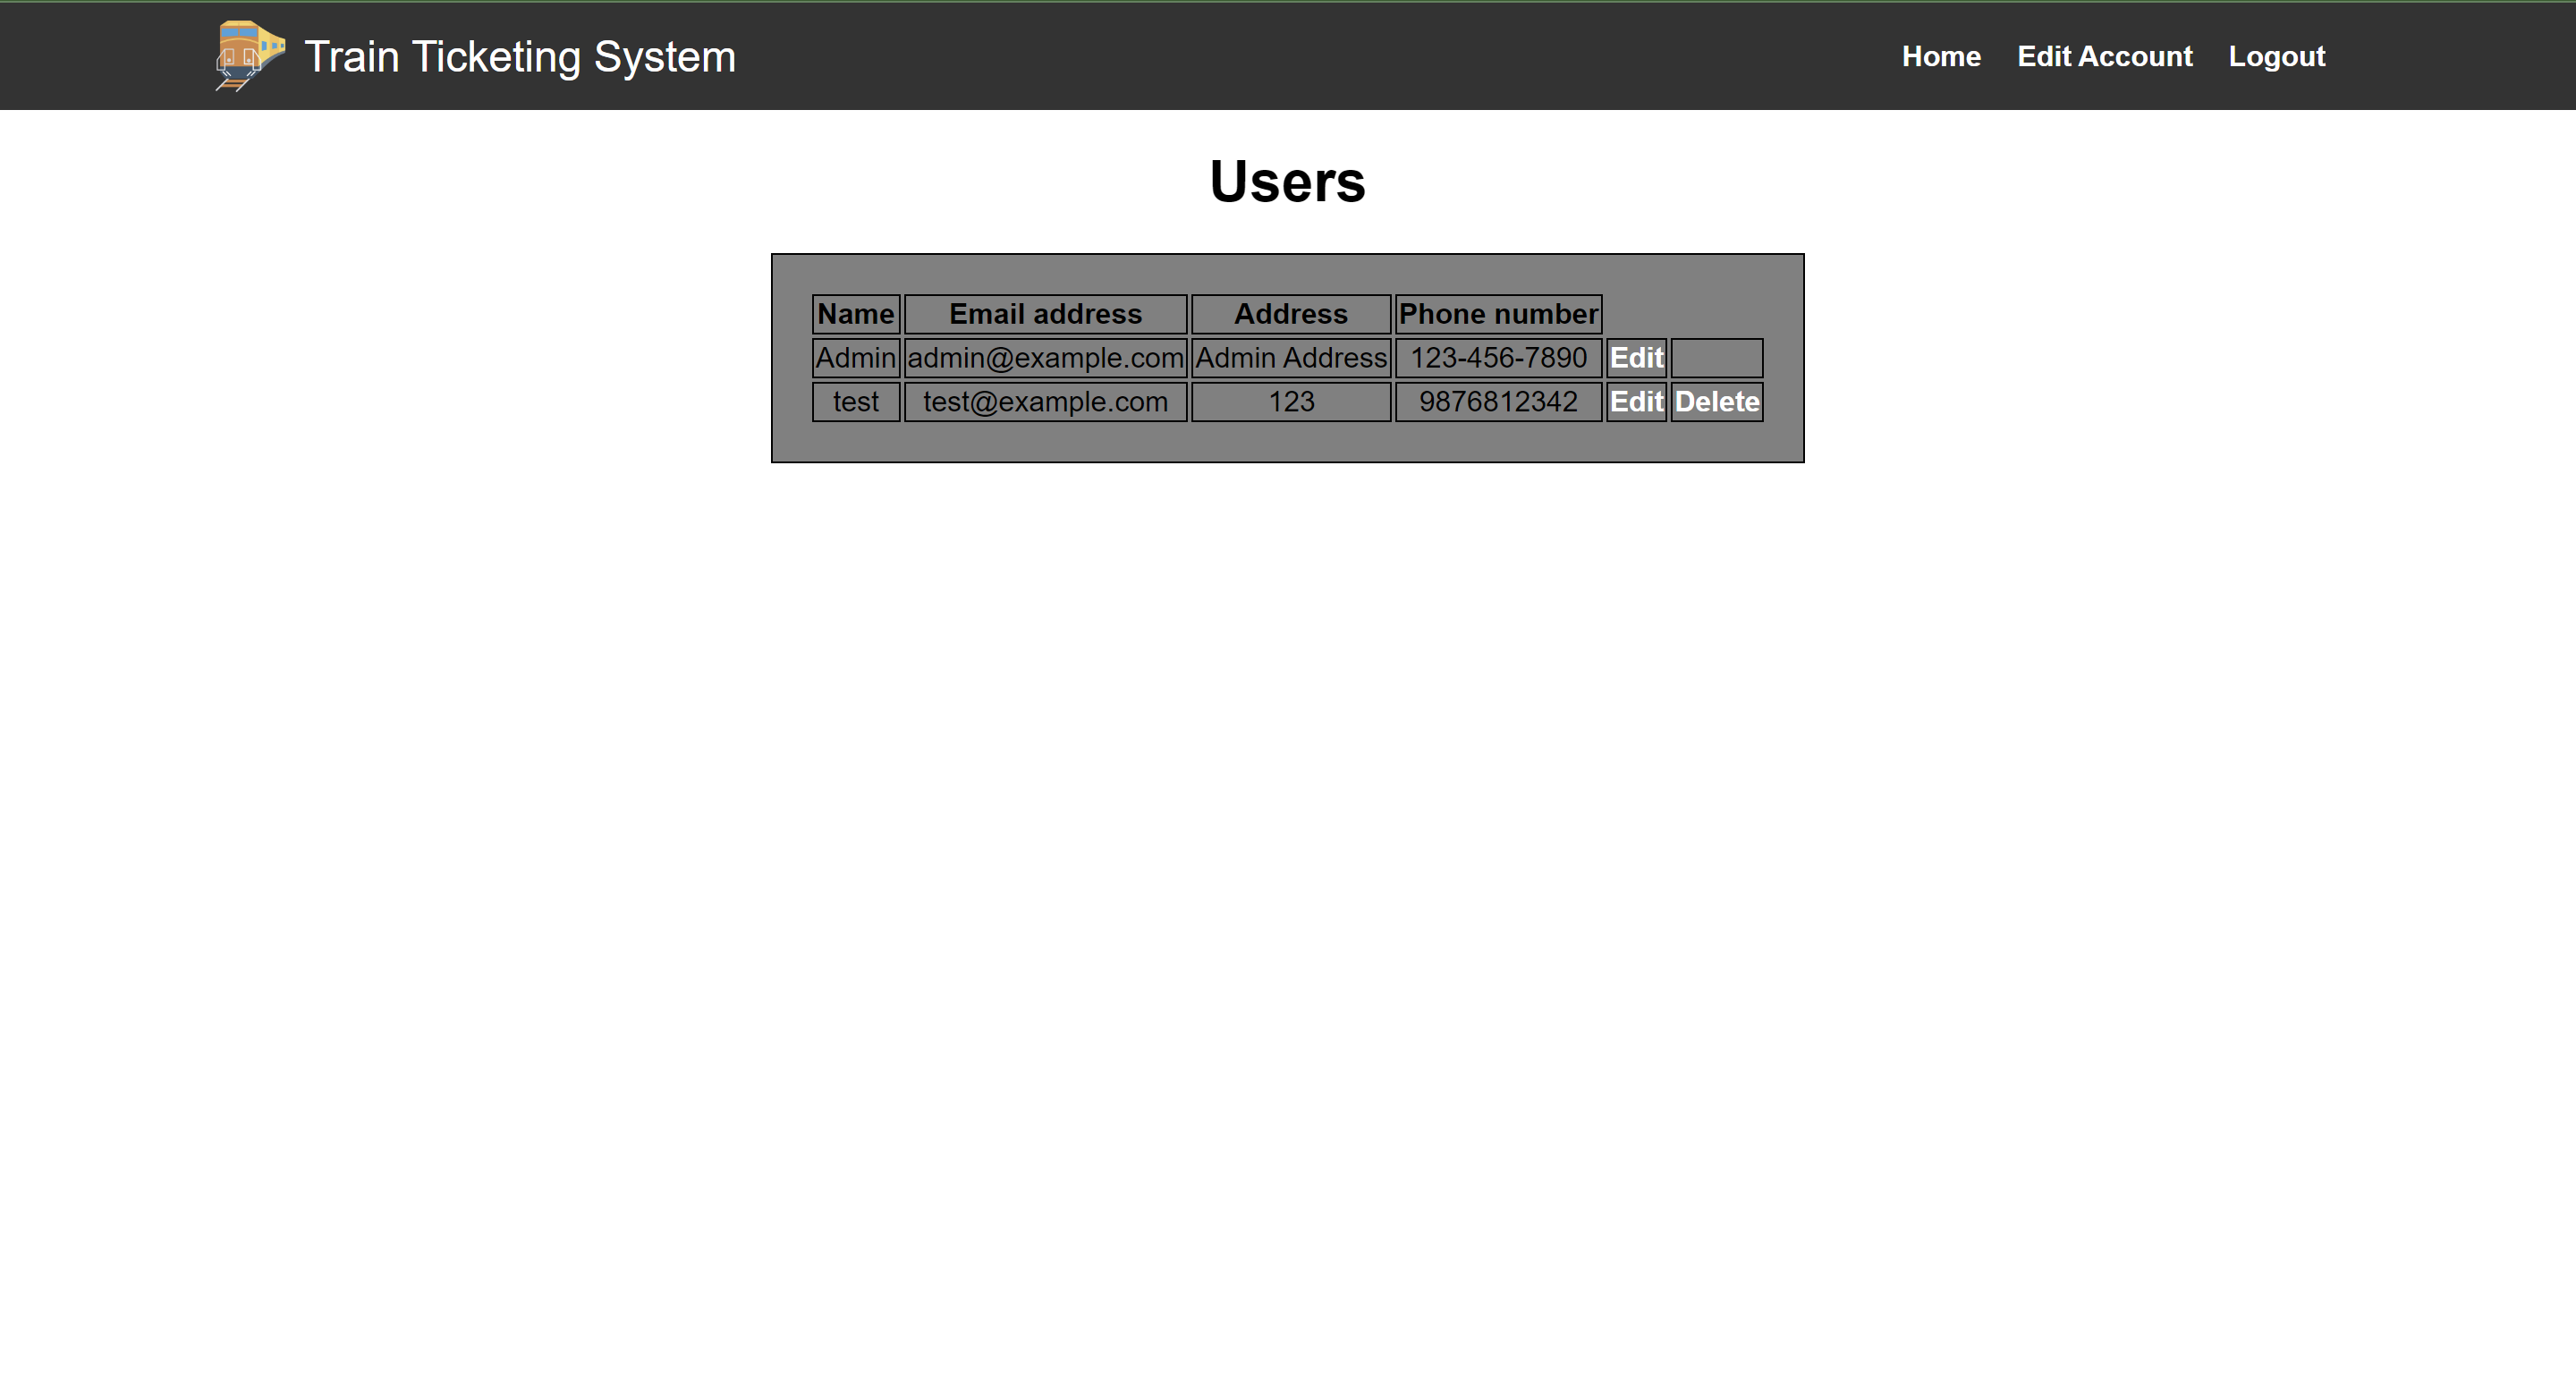 Train Ticketing System Home Edit Account Logout
Users
Name Email address Address Phone number
Admin admin@example.com Admin Address 123-456-7890 Edit
test test@example.com 123 9876812342 Edit Delete